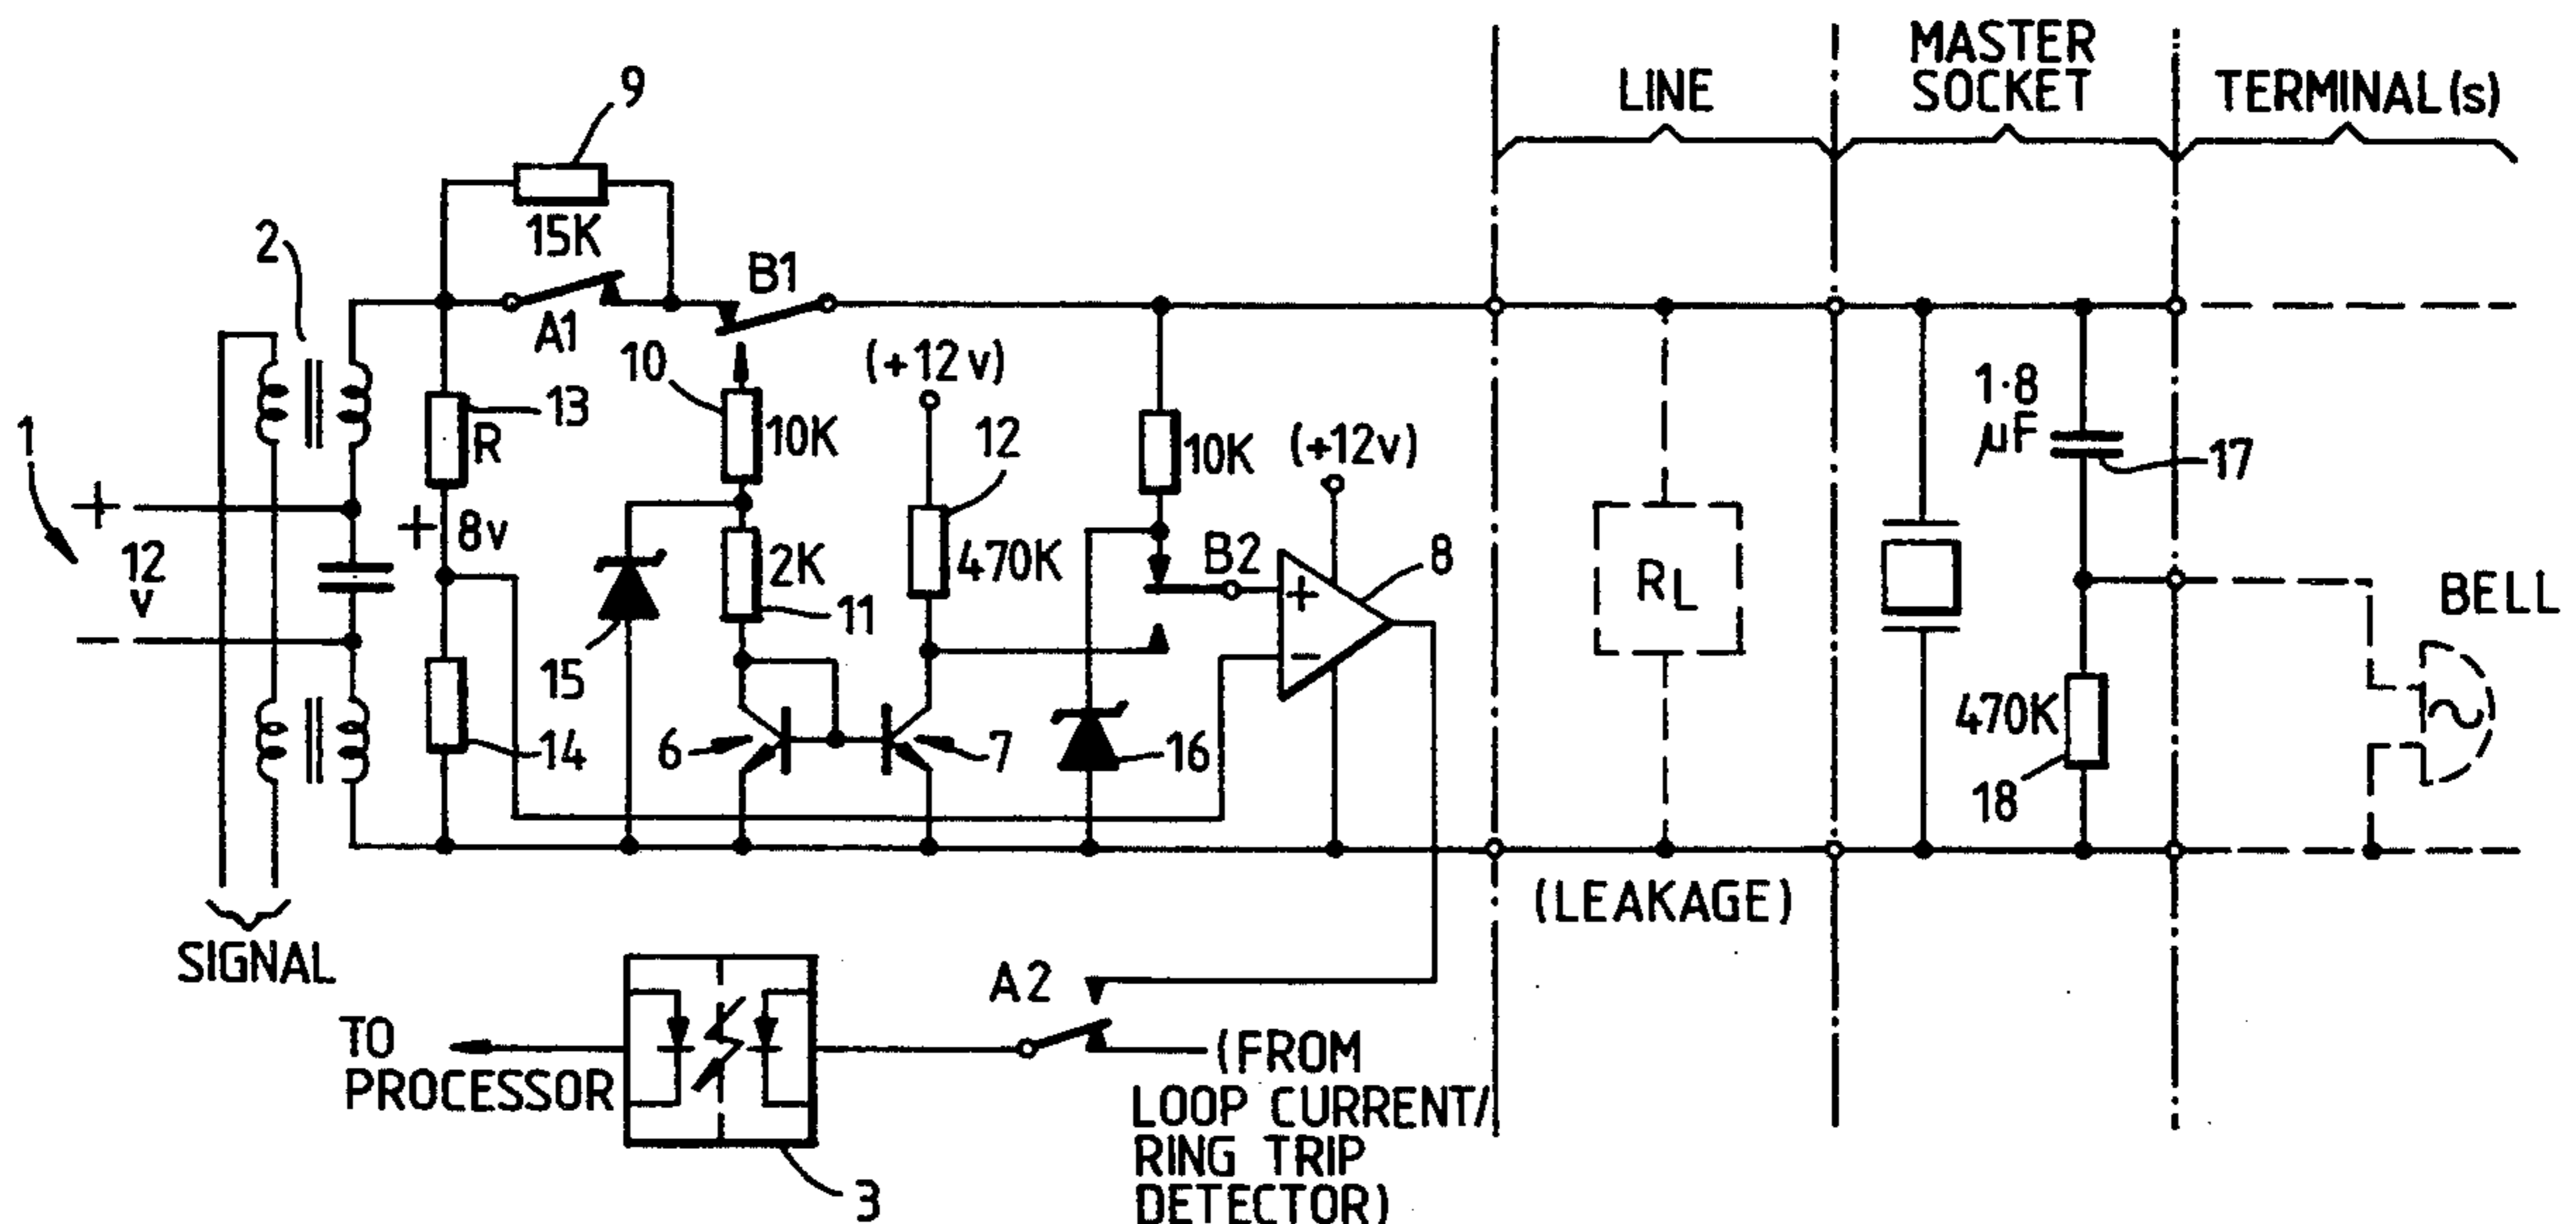 MASTER
SOCKET
LINE
TERMINAL(s)
9
15K
2
B1
A1
10
(+12v)
13
R
10K
12
10K
(+12v)
1·8
μF
17
1
+
+ 8v
12
v
2K
470K
B2
+
8
RL
BELL
11
15
−
−
14
6
7
16
470K
18
(LEAKAGE)
SIGNAL
A2
TO
PROCESSOR
(FROM
LOOP CURRENT/
RING TRIP
DETECTOR)
3